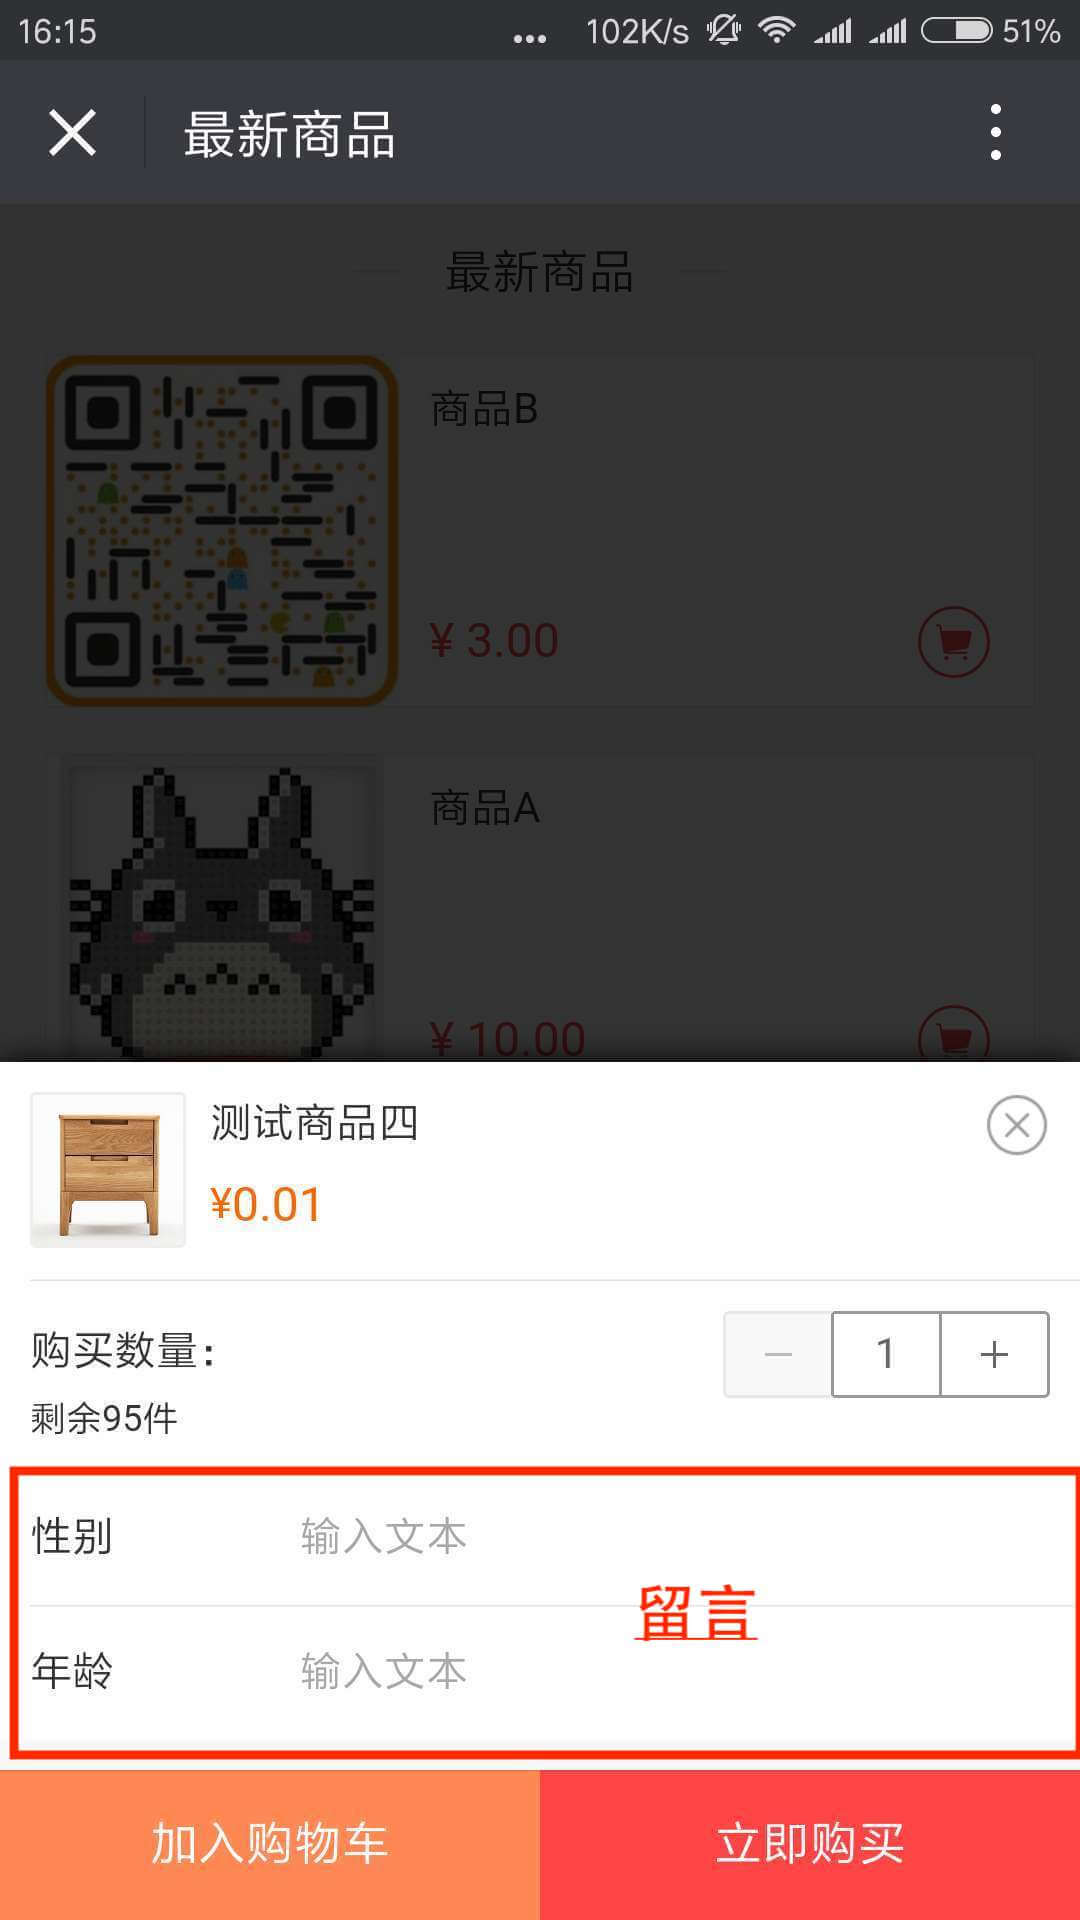 16:15 ... 102K/s 51%
最新商品
最新商品
商品B
¥ 3.00
商品A
¥ 10.00
测试商品四
¥0.01
购买数量：
1
剩余95件
性别 输入文本
留言
年龄 输入文本
加入购物车 立即购买